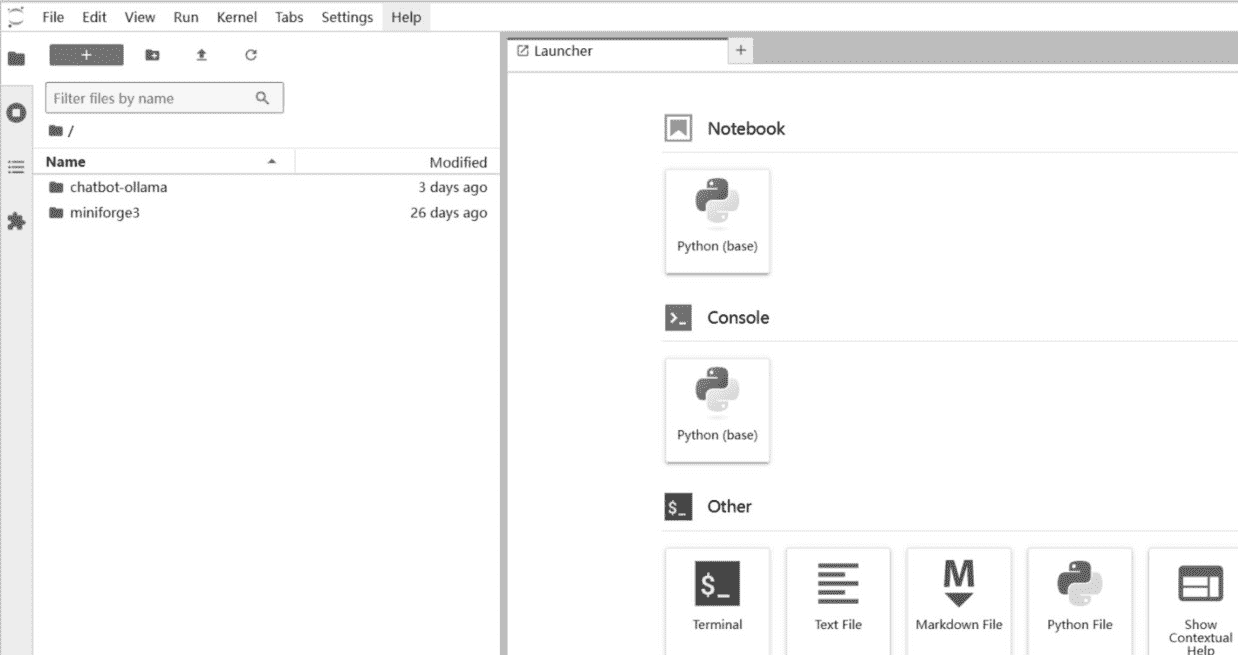 File Edit View Run Kernel Tabs Settings Help
Launcher
Filter files by name
/
Name Modified
chatbot-ollama 3 days ago
miniforge3 26 days ago
Notebook
Python (base)
Console
Python (base)
$_ Other
$_
Terminal
Text File
M
Markdown File
Python File
Show
Contextual
Help